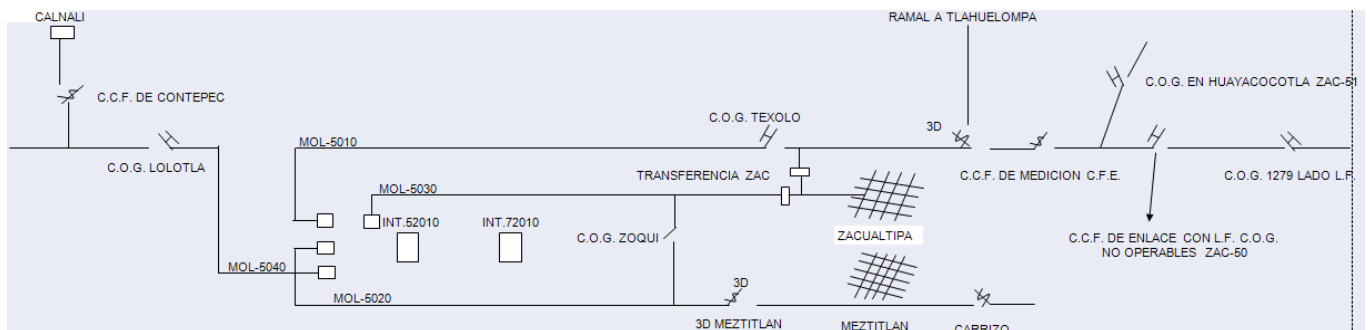 CALNALI
RAMAL A TLAHUELOMPA
C.C.F. DE CONTEPEC
C.O.G. EN HUAYACOCOTLA ZAC-51
C.O.G. TEXOLO
3D
MOL-5010
C.O.G. LOLOTLA
TRANSFERENCIA ZAC
C.C.F. DE MEDICION C.F.E.
C.O.G. 1279 LADO L.F.
MOL-5030
INT.52010
INT.72010
C.O.G. ZOQUI
ZACUALTIPA
C.C.F. DE ENLACE CON L.F. C.O.G.
NO OPERABLES ZAC-50
MOL-5040
3D
MOL-5020
3D MEZTITLAN
MEZTITLAN
CARRIZO